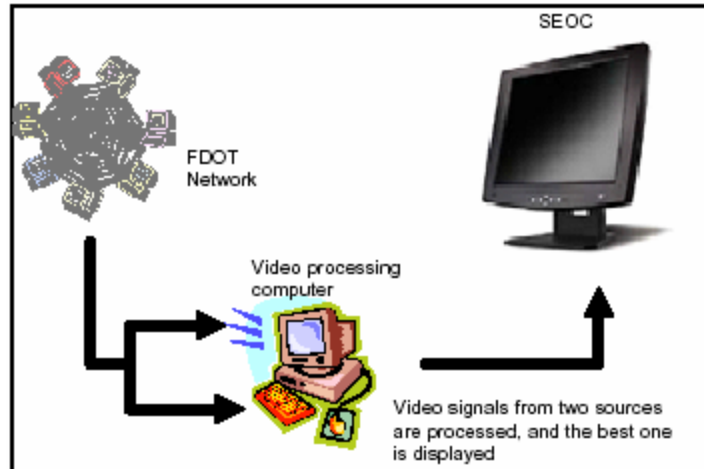 SEOC
FDOT
Network
Video processing
computer
Video signals from two sources
are processed, and the best one
is displayed